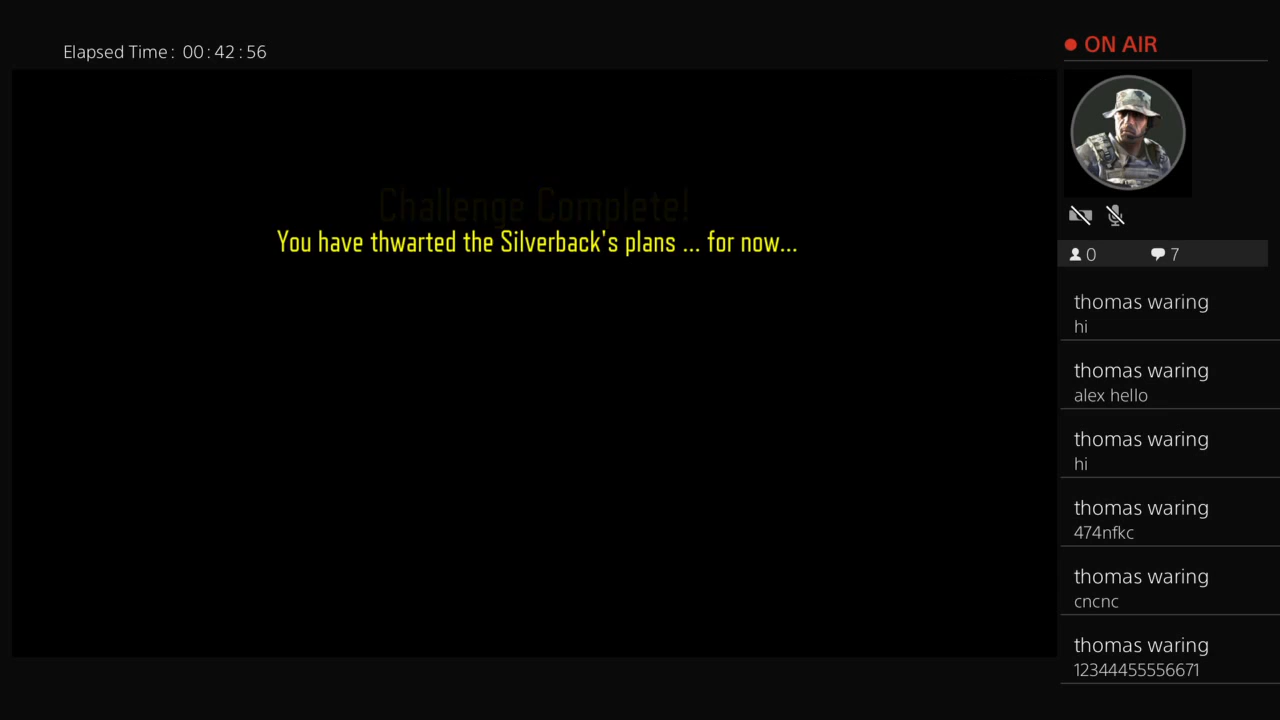 Elapsed Time: 00:42:56
ON AIR
Challenge Complete!
You have thwarted the Silverback's plans ... for now...
0
7
thomas waring
hi
thomas waring
alex hello
thomas waring
hi
thomas waring
474nfkc
thomas waring
cncnc
thomas waring
12344455556671